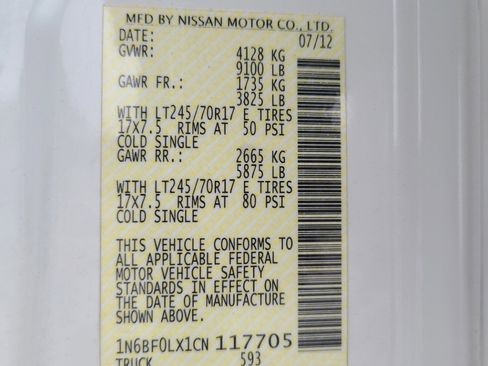 MFD BY NISSAN MOTOR CO., LTD.
DATE: 07/12
GVWR: 4128 KG
9100 LB
GAWR FR.: 1735 KG
3825 LB
WITH LT245/70R17 E TIRES
17X7.5 RIMS AT 50 PSI
COLD SINGLE
GAWR RR.: 2665 KG
5875 LB
WITH LT245/70R17 E TIRES
17X7.5 RIMS AT 80 PSI
COLD SINGLE
THIS VEHICLE CONFORMS TO
ALL APPLICABLE FEDERAL
MOTOR VEHICLE SAFETY
STANDARDS IN EFFECT ON
THE DATE OF MANUFACTURE
SHOWN ABOVE.
1N6BF0LX1CN 117705
TRUCK 593